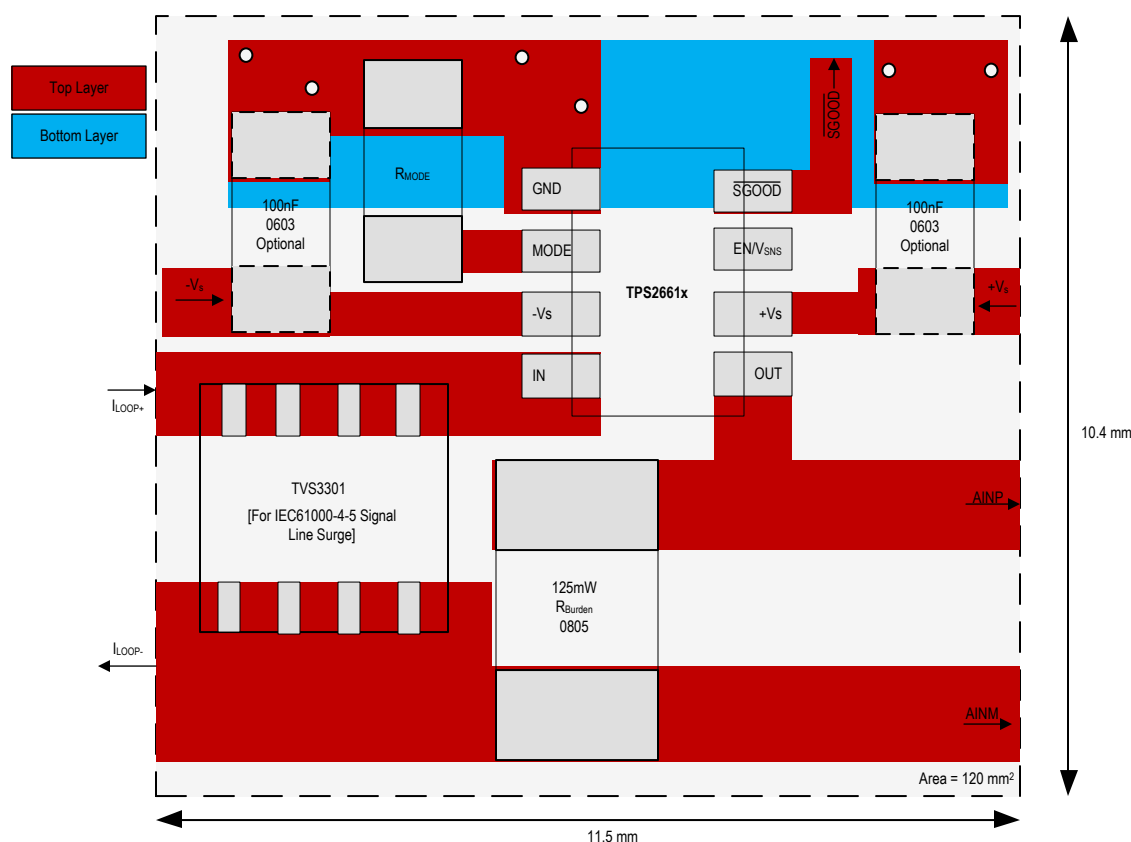 Top Layer
Bottom Layer
SGOOD
100nF
0603
Optional
RMODE
GND
SGOOD
100nF
0603
Optional
MODE
EN/VSNS
TPS2661x
-Vs
-Vs
+Vs
+Vs
IN
OUT
ILOOP+
10.4 mm
TVS3301
[For IEC61000-4-5 Signal
Line Surge]
AINP
125mW
RBurden
0805
ILOOP-
AINM
Area = 120 mm²
11.5 mm